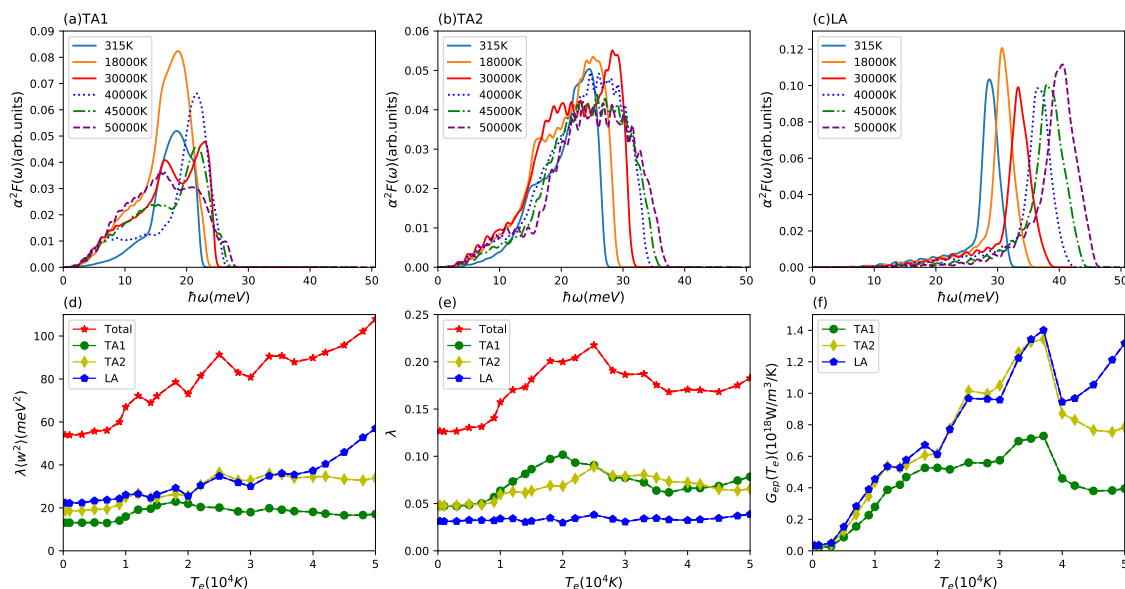 (a)TA1
α²F(ω)(arb.units)
0.09
0.08
0.07
0.06
0.05
0.04
0.03
0.02
0.01
0.00
315K
18000K
30000K
40000K
45000K
50000K
0 10 20 30 40 50
ħω(meV)
(b)TA2
α²F(ω)(arb.units)
0.06
0.05
0.04
0.03
0.02
0.01
0.00
315K
18000K
30000K
40000K
45000K
50000K
0 10 20 30 40 50
ħω(meV)
(c)LA
α²F(ω)(arb.units)
0.12
0.10
0.08
0.06
0.04
0.02
0.00
315K
18000K
30000K
40000K
45000K
50000K
0 10 20 30 40 50
ħω(meV)
(d)
λ⟨w²⟩(meV²)
100
80
60
40
20
0
Total
TA1
TA2
LA
0 1 2 3 4 5
Tₑ(10⁴K)
(e)
λ
0.25
0.20
0.15
0.10
0.05
0.00
Total
TA1
TA2
LA
0 1 2 3 4 5
Tₑ(10⁴K)
(f)
Gₑₚ(Tₑ)(10¹⁸W/m³/K)
1.4
1.2
1.0
0.8
0.6
0.4
0.2
0.0
TA1
TA2
LA
0 1 2 3 4 5
Tₑ(10⁴K)